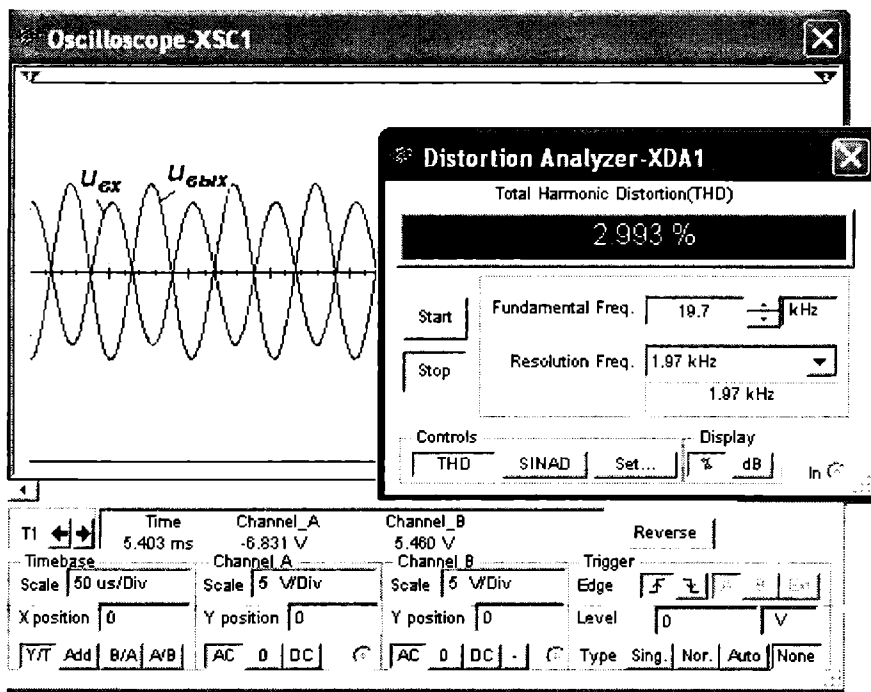 Oscilloscope-XSC1
uвх
uвых
Distortion Analyzer-XDA1
Total Harmonic Distortion(THD)
2.993 %
Start
Stop
Fundamental Freq. 19.7 kHz
Resolution Freq. 1.97 kHz
1.97 kHz
Controls
THD SINAD Set...
Display
% dB
In
T1
Time Channel_A Channel_B
5.403 ms -6.831 V 5.460 V
Reverse
Timebase
Scale 50 us/Div
X position 0
Y/T Add B/A A/B
Channel_A
Scale 5 V/Div
Y position 0
AC 0 DC
Channel_B
Scale 5 V/Div
Y position 0
AC 0 DC -
Trigger
Edge A B Ext
Level 0 V
Type Sing. Nor. Auto None